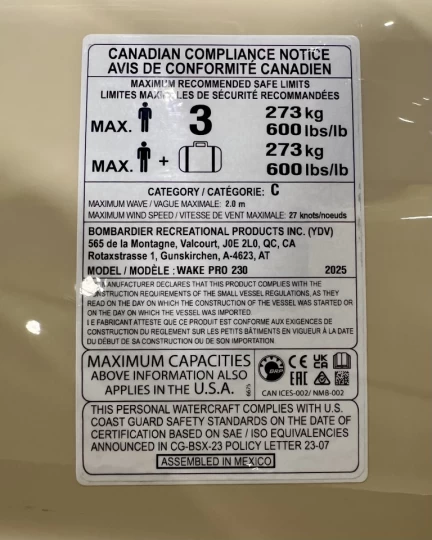 CANADIAN COMPLIANCE NOTICE
AVIS DE CONFORMITÉ CANADIEN
MAXIMUM RECOMMENDED SAFE LIMITS
LIMITES MAXIMALES DE SÉCURITÉ RECOMMANDÉES
MAX. 3 273 kg
600 lbs/lb
MAX. + 273 kg
600 lbs/lb
CATEGORY / CATÉGORIE: C
MAXIMUM WAVE / VAGUE MAXIMALE: 2.0 m
MAXIMUM WIND SPEED / VITESSE DE VENT MAXIMALE: 27 knots/noeuds
BOMBARDIER RECREATIONAL PRODUCTS INC. (YDV)
565 de la Montagne, Valcourt, J0E 2L0, QC, CA
Rotaxstrasse 1, Gunskirchen, A-4623, AT
MODEL / MODÈLE : WAKE PRO 230 2025
MANUFACTURER DECLARES THAT THIS PRODUCT COMPLIES WITH THE
CONSTRUCTION REQUIREMENTS OF THE SMALL VESSEL REGULATIONS, AS THEY
READ ON THE DAY ON WHICH THE CONSTRUCTION OF THE VESSEL WAS STARTED OR
ON THE DAY ON WHICH THE VESSEL WAS IMPORTED.
LE FABRICANT ATTESTE QUE CE PRODUIT EST CONFORME AUX EXIGENCES DE
CONSTRUCTION DU REGLEMENT SUR LES PETITS BÂTIMENTS EN VIGUEUR À LA DATE
DU DÉBUT DE SA CONSTRUCTION OU DE SON IMPORTATION.
MAXIMUM CAPACITIES
ABOVE INFORMATION ALSO
APPLIES IN THE U.S.A.
BRP CE UK CA
EAC
CAN ICES-002/ NMB-002
THIS PERSONAL WATERCRAFT COMPLIES WITH U.S.
COAST GUARD SAFETY STANDARDS ON THE DATE OF
CERTIFICATION BASED ON SAE / ISO EQUIVALENCIES
ANNOUNCED IN CG-BSX-23 POLICY LETTER 23-07
ASSEMBLED IN MEXICO